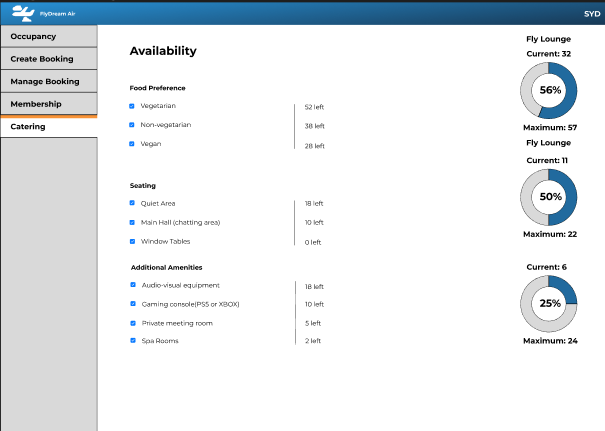 FlyDream Air
SYD
Occupancy
Create Booking
Manage Booking
Membership
Catering
Availability
Food Preference
Vegetarian 52 left
Non-vegetarian 38 left
Vegan 28 left
Seating
Quiet Area 18 left
Main Hall (chatting area) 10 left
Window Tables 0 left
Additional Amenities
Audio-visual equipment 18 left
Gaming console(PS5 or XBOX) 10 left
Private meeting room 5 left
Spa Rooms 2 left
Fly Lounge
Current: 32
56%
Maximum: 57
Fly Lounge
Current: 11
50%
Maximum: 22
Current: 6
25%
Maximum: 24